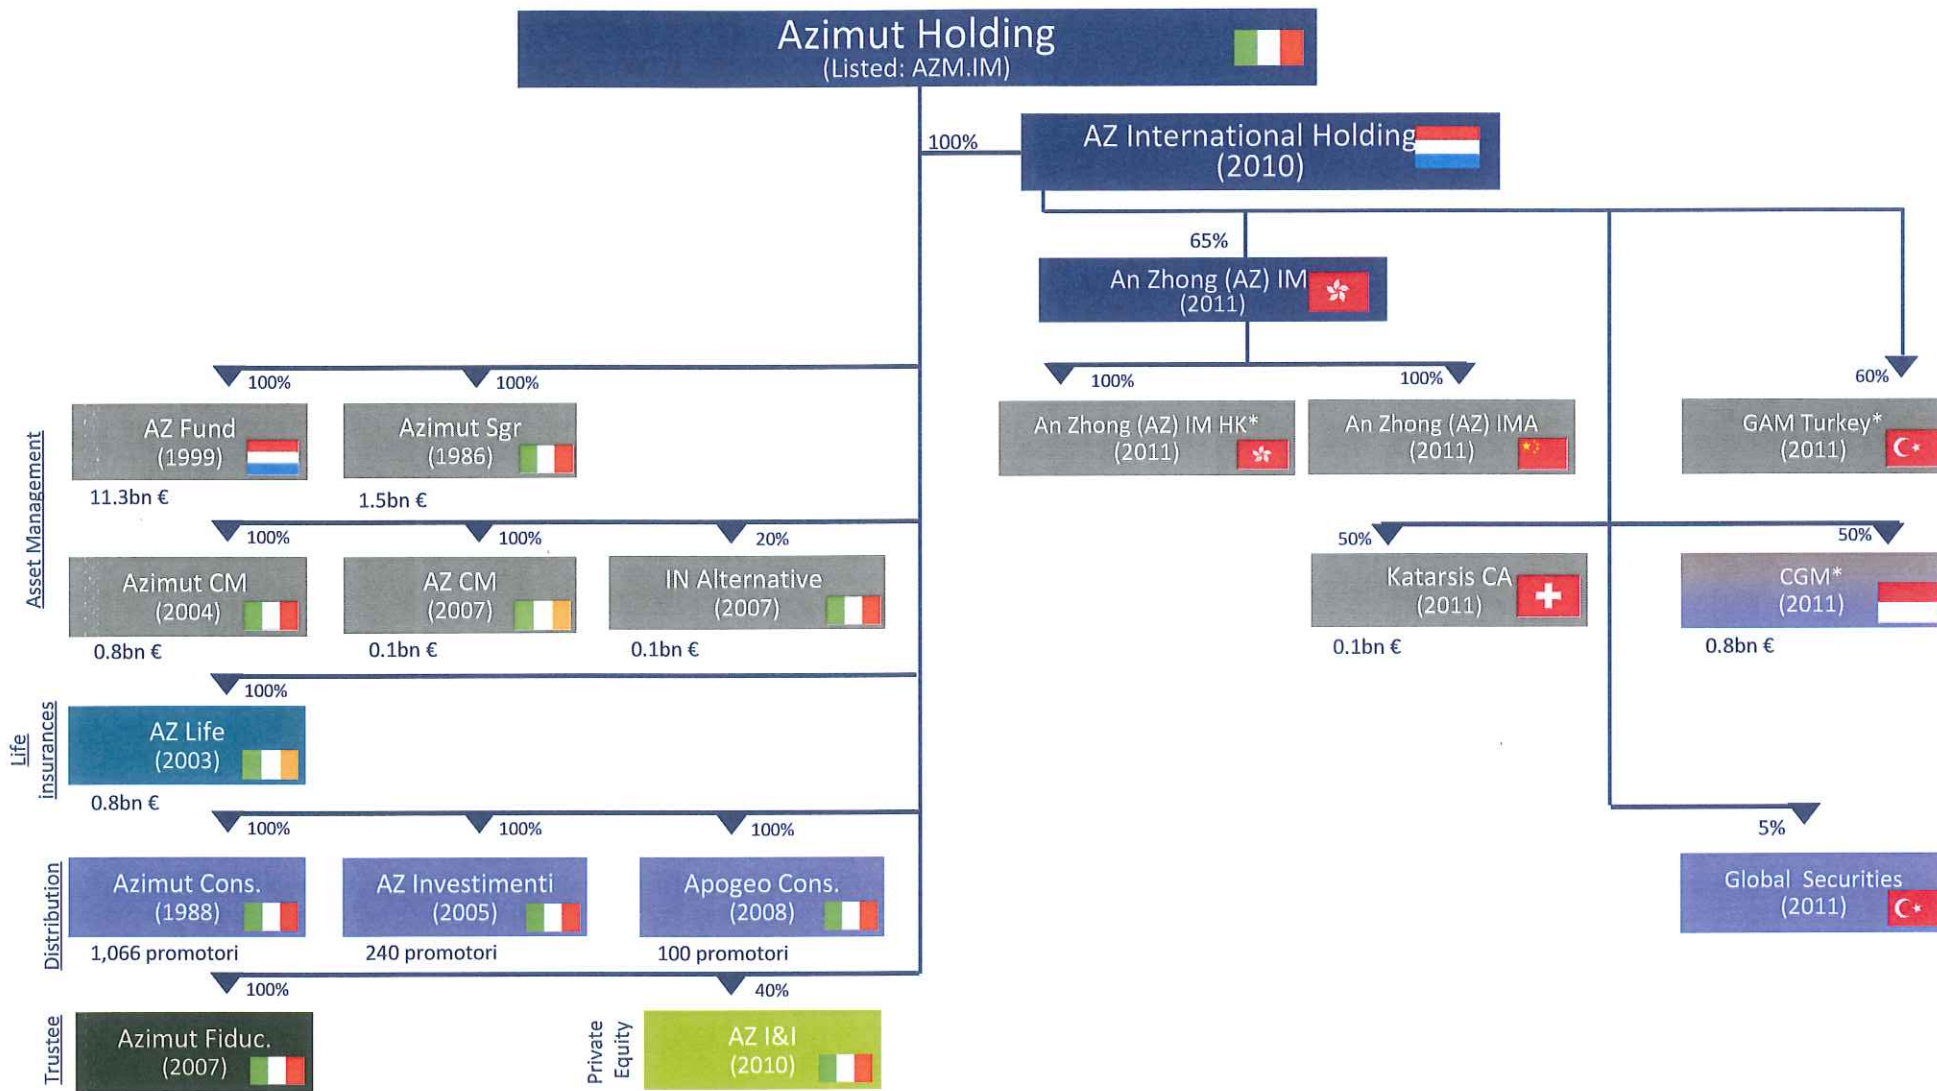 Azimut Holding
(Listed: AZM.IM)
100%
AZ International Holding
(2010)
65%
An Zhong (AZ) IM
(2011)
100%
100%
100%
100%
60%
AZ Fund
(1999)
Azimut Sgr
(1986)
An Zhong (AZ) IM HK*
(2011)
An Zhong (AZ) IMA
(2011)
GAM Turkey*
(2011)
11.3bn €
1.5bn €
Asset Management
100%
100%
20%
50%
50%
Azimut CM
(2004)
AZ CM
(2007)
IN Alternative
(2007)
Katarsis CA
(2011)
CGM*
(2011)
0.8bn €
0.1bn €
0.1bn €
0.1bn €
0.8bn €
Life
insurances
100%
AZ Life
(2003)
0.8bn €
Distribution
100%
100%
100%
5%
Azimut Cons.
(1988)
AZ Investimenti
(2005)
Apogeo Cons.
(2008)
Global Securities
(2011)
1,066 promotori
240 promotori
100 promotori
Trustee
100%
40%
Azimut Fiduc.
(2007)
Private
Equity
AZ I&I
(2010)